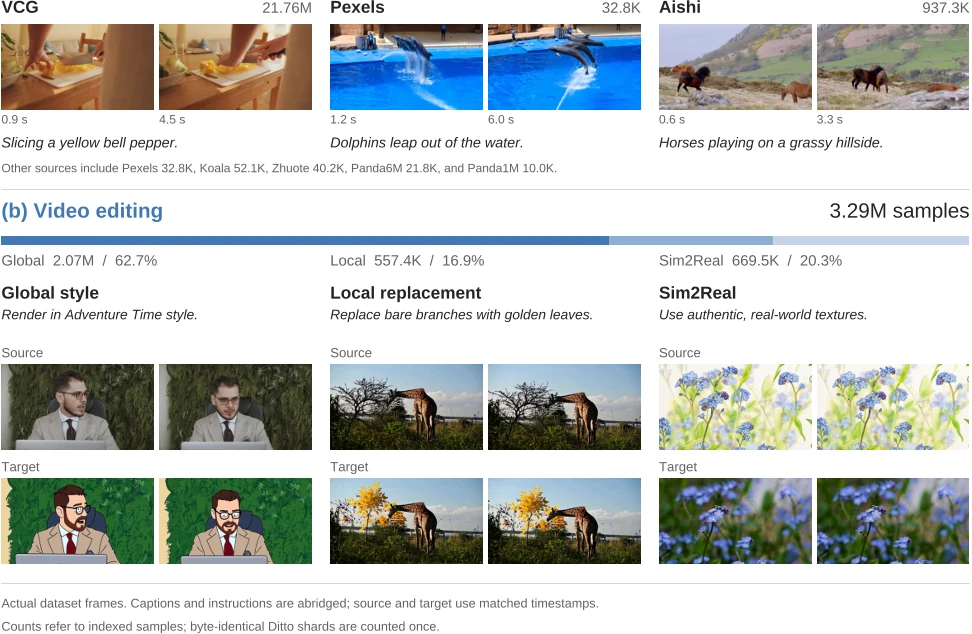 VCG 21.76M Pexels 32.8K Aishi 937.3K
0.9 s 4.5 s 1.2 s 6.0 s 0.6 s 3.3 s
Slicing a yellow bell pepper. Dolphins leap out of the water. Horses playing on a grassy hillside.
Other sources include Pexels 32.8K, Koala 52.1K, Zhuote 40.2K, Panda6M 21.8K, and Panda1M 10.0K.
(b) Video editing 3.29M samples
Global 2.07M / 62.7% Local 557.4K / 16.9% Sim2Real 669.5K / 20.3%
Global style Local replacement Sim2Real
Render in Adventure Time style. Replace bare branches with golden leaves. Use authentic, real-world textures.
Source Source Source
Target Target Target
Actual dataset frames. Captions and instructions are abridged; source and target use matched timestamps.
Counts refer to indexed samples; byte-identical Ditto shards are counted once.